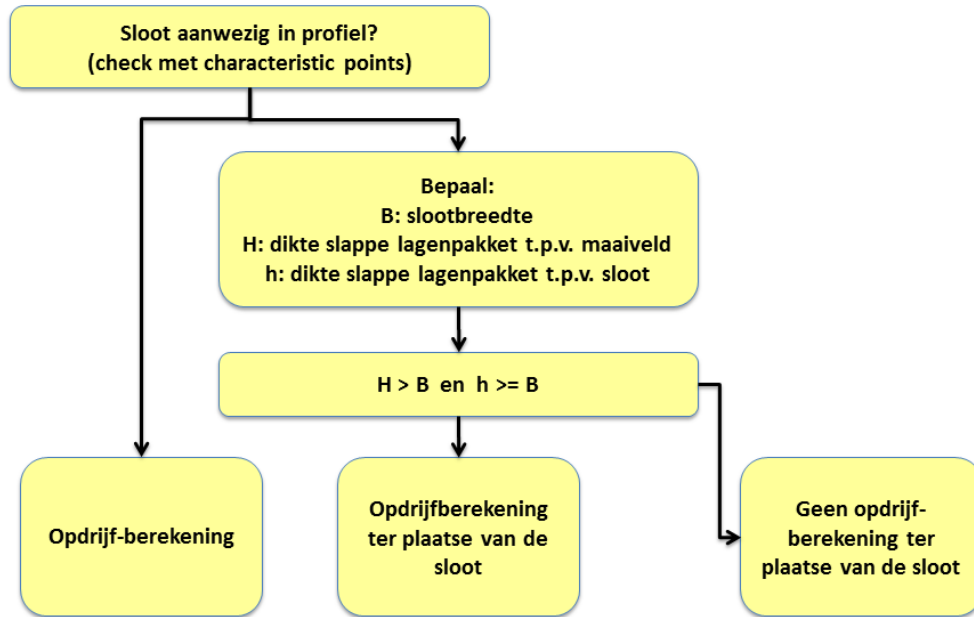 Sloot aanwezig in profiel?
(check met characteristic points)
Bepaal:
B: slootbreedte
H: dikte slappe lagenpakket t.p.v. maaiveld
h: dikte slappe lagenpakket t.p.v. sloot
H > B en h >= B
Opdrijf-berekening
Opdrijfberekening
ter plaatse van de
sloot
Geen opdrijf-
berekening ter
plaatse van de sloot